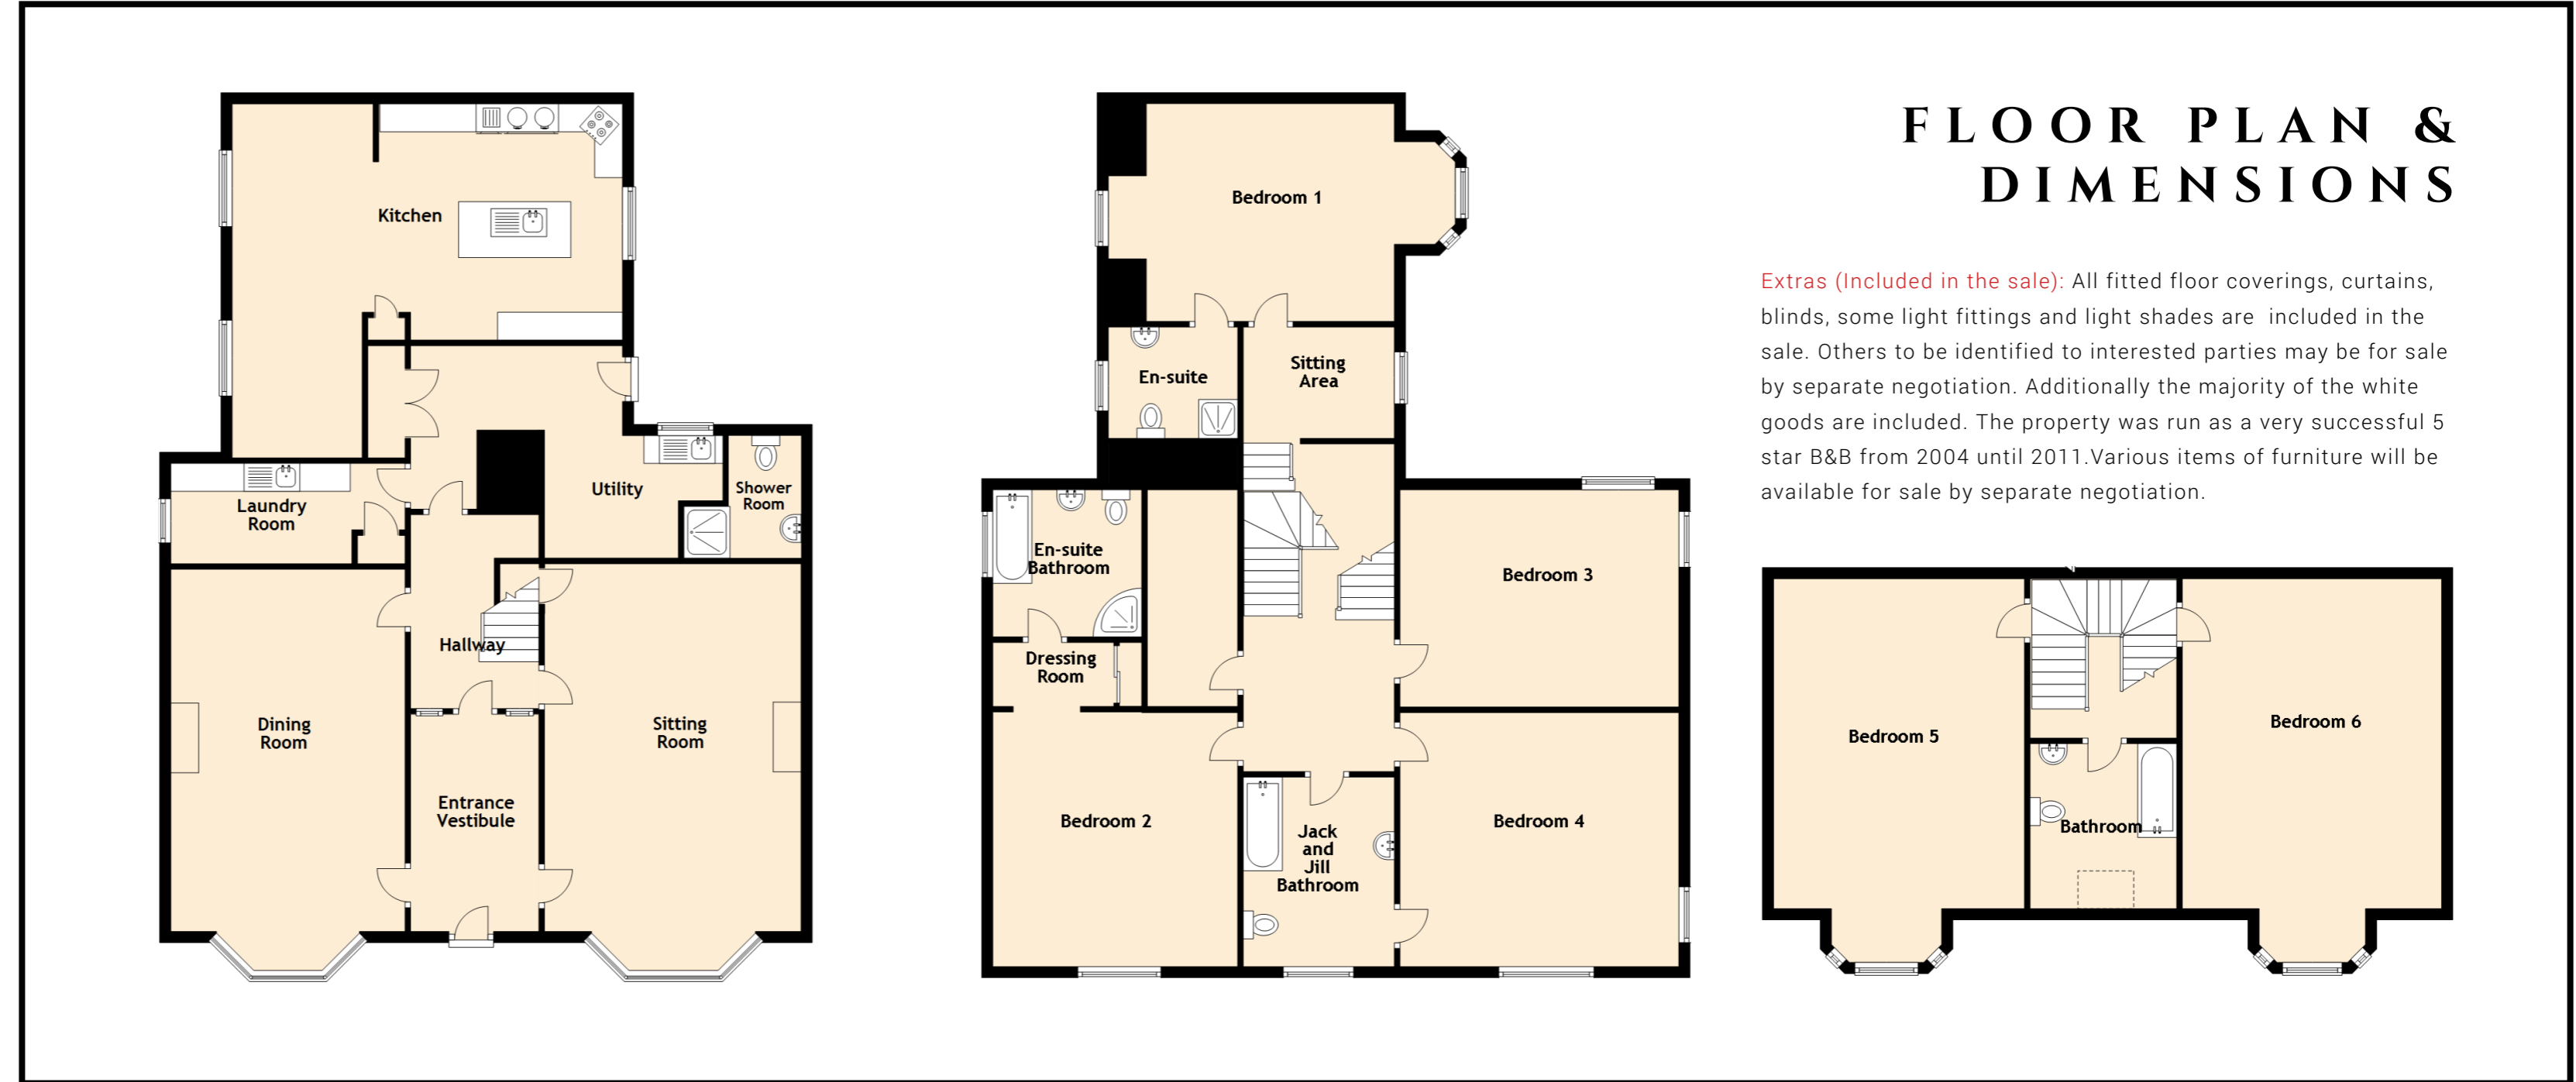 FLOOR PLAN &
DIMENSIONS
Extras (Included in the sale): All fitted floor coverings, curtains,
blinds, some light fittings and light shades are  included in the
sale. Others to be identified to interested parties may be for sale
by separate negotiation. Additionally the majority of the white
goods are included. The property was run as a very successful 5
star B&B from 2004 until 2011.Various items of furniture will be
available for sale by separate negotiation.
Kitchen
Utility
Shower
Room
Laundry
Room
Hallway
Dining
Room
Sitting
Room
Entrance
Vestibule
Bedroom 1
En-suite
Sitting
Area
En-suite
Bathroom
Dressing
Room
Bedroom 3
Bedroom 2
Jack
and
Jill
Bathroom
Bedroom 4
Bedroom 5
Bathroom
Bedroom 6